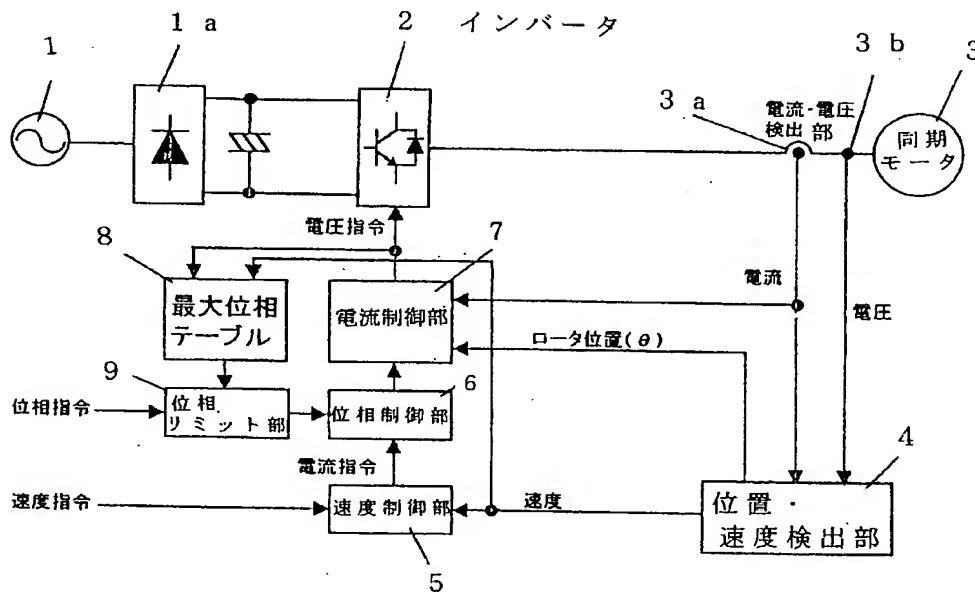 1
1 a
2
インバータ
3 b
3
3 a
電流・電圧
検出部
同期
モータ
電圧指令
8
7
最大位相
テーブル
電流制御部
電流
電圧
ロータ位置(θ)
9
6
位相指令
位相
リミット部
位相制御部
電流指令
4
速度指令
速度制御部
速度
位置・
速度検出部
5